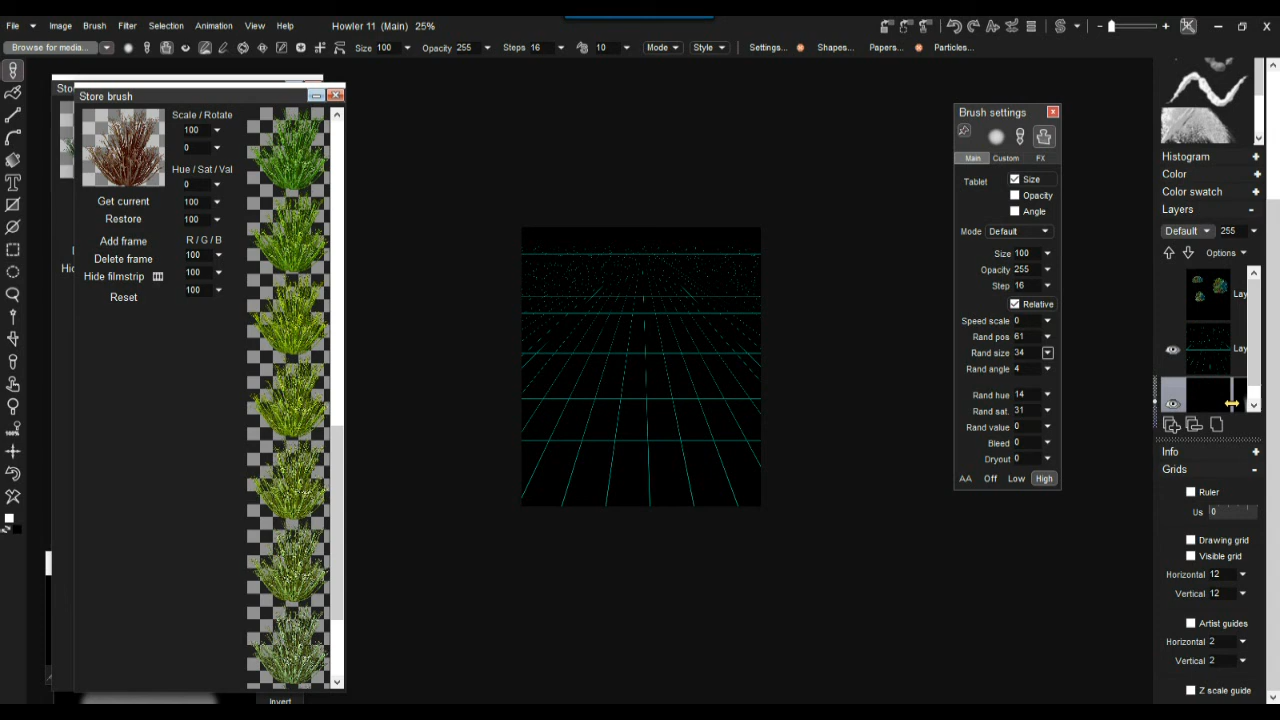 File Image Brush Filter Selection Animation View Help Howler 11 (Main) 25%
Browse for media... Size 100 Opacity 255 Steps 16 10 Mode Style Settings... Shapes... Papers... Particles...
Store brush
Scale / Rotate
100
0
Hue / Sat / Val
0
Get current 100
Restore 100
Add frame R / G / B
Delete frame 100
Hide filmstrip 100
Reset 100
Invert
Brush settings
Main Custom FX
Tablet Size
Opacity
Angle
Mode Default
Size 100
Opacity 255
Step 16
Relative
Speed scale 0
Rand pos 61
Rand size 34
Rand angle 4
Rand hue 14
Rand sat. 31
Rand value 0
Bleed 0
Dryout 0
AA Off Low High
Histogram
Color
Color swatch
Layers
Default 255
Options
Lay
Lay
Info
Grids
Ruler
Us 0
Drawing grid
Visible grid
Horizontal 12
Vertical 12
Artist guides
Horizontal 2
Vertical 2
Z scale guide